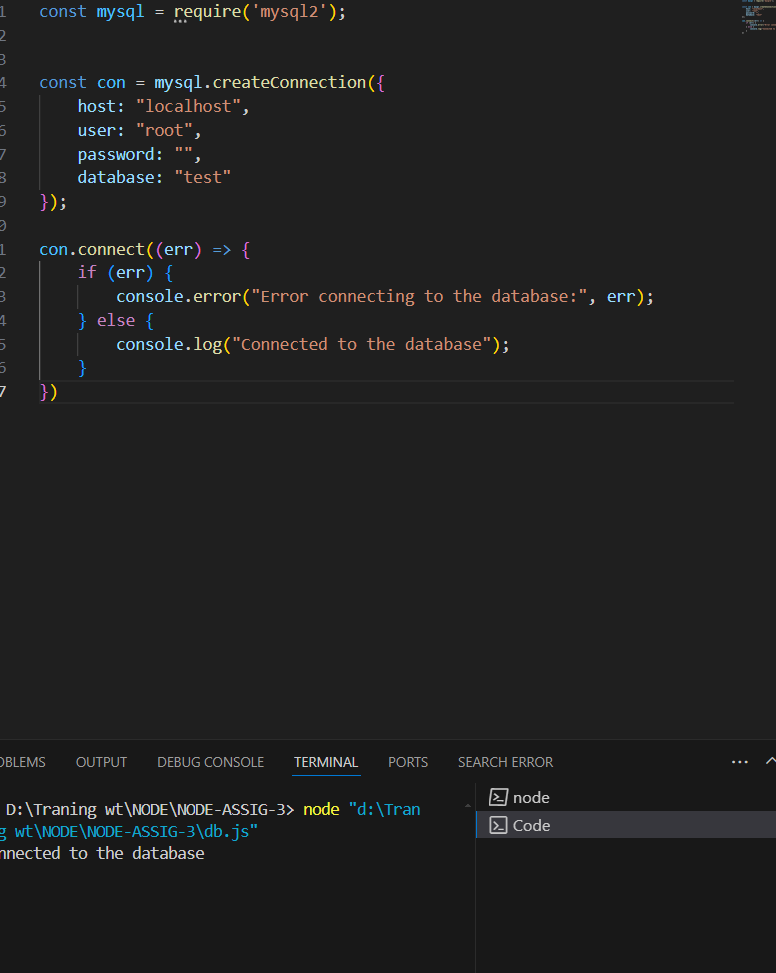 1 const mysql = require('mysql2');
2
3
4 const con = mysql.createConnection({
5     host: "localhost",
6     user: "root",
7     password: "",
8     database: "test"
9 });
0
1 con.connect((err) => {
2     if (err) {
3         console.error("Error connecting to the database:", err);
4     } else {
5         console.log("Connected to the database");
6     }
7 })
OBLEMS OUTPUT DEBUG CONSOLE TERMINAL PORTS SEARCH ERROR
D:\Traning wt\NODE\NODE-ASSIG-3> node "d:\Tran
g wt\NODE\NODE-ASSIG-3\db.js"
nnected to the database
node
Code